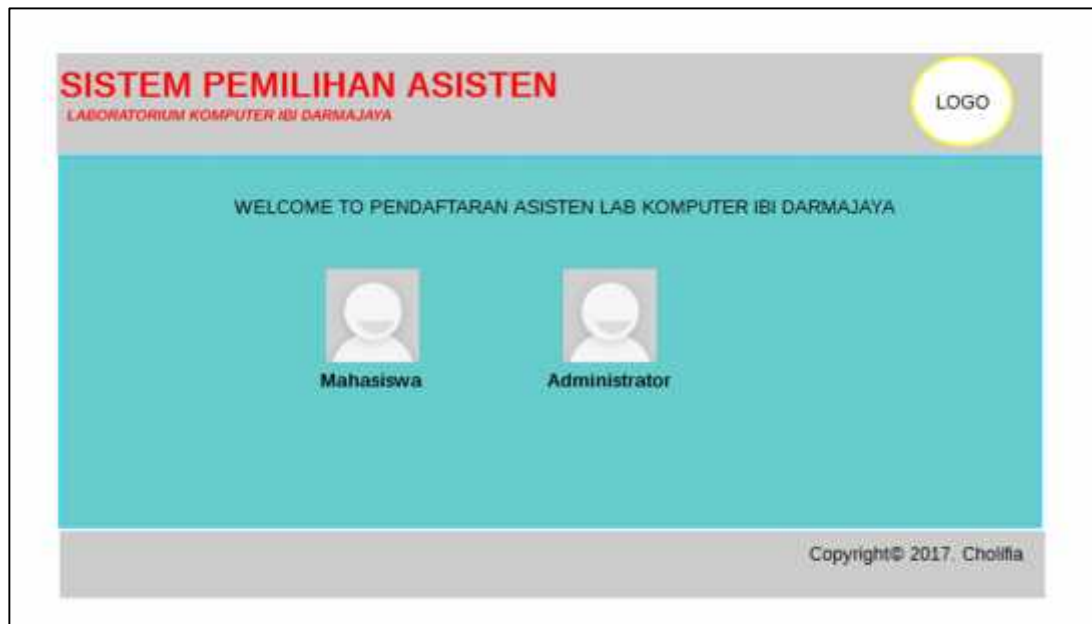 SISTEM PEMILIHAN ASISTEN
LABORATORIUM KOMPUTER IBI DARMAJAYA
LOGO
WELCOME TO PENDAFTARAN ASISTEN LAB KOMPUTER IBI DARMAJAYA
Mahasiswa
Administrator
Copyright© 2017. Cholifia